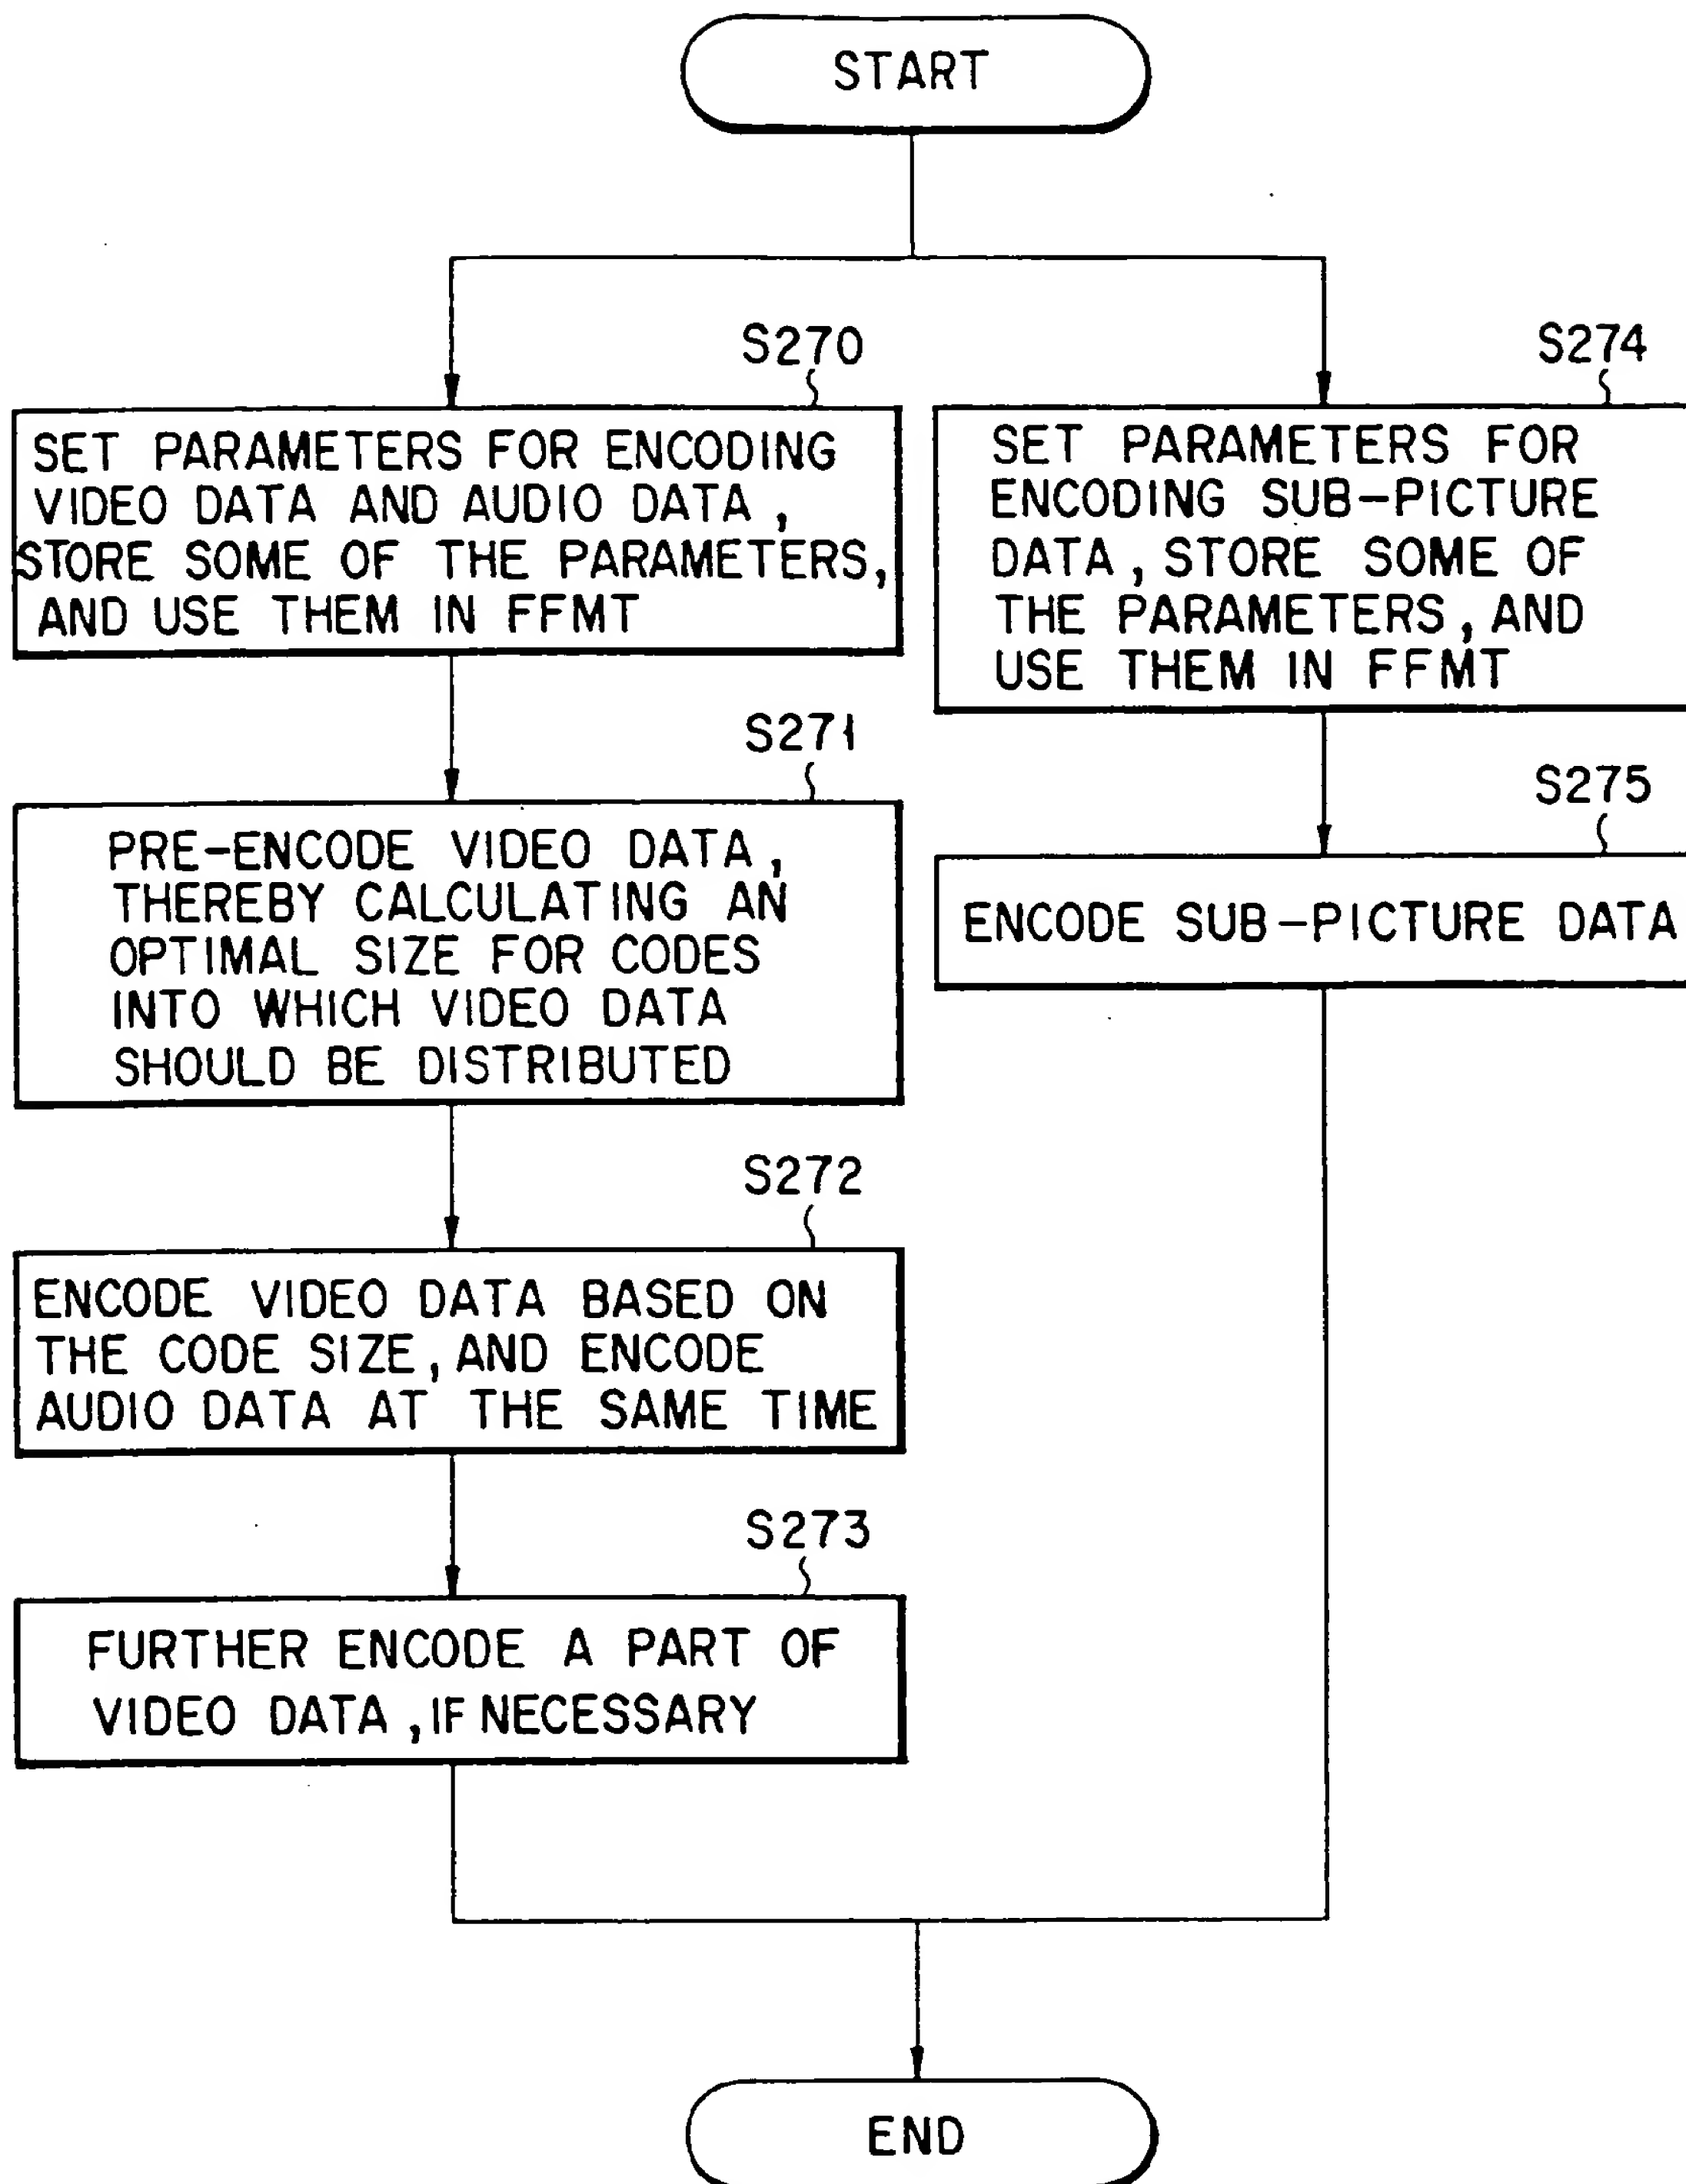 START
S270
SET PARAMETERS FOR ENCODING
VIDEO DATA AND AUDIO DATA,
STORE SOME OF THE PARAMETERS,
AND USE THEM IN FFMT
S271
PRE-ENCODE VIDEO DATA,
THEREBY CALCULATING AN
OPTIMAL SIZE FOR CODES
INTO WHICH VIDEO DATA
SHOULD BE DISTRIBUTED
S272
ENCODE VIDEO DATA BASED ON
THE CODE SIZE, AND ENCODE
AUDIO DATA AT THE SAME TIME
S273
FURTHER ENCODE A PART OF
VIDEO DATA, IF NECESSARY
S274
SET PARAMETERS FOR
ENCODING SUB-PICTURE
DATA, STORE SOME OF
THE PARAMETERS, AND
USE THEM IN FFMT
S275
ENCODE SUB-PICTURE DATA
END